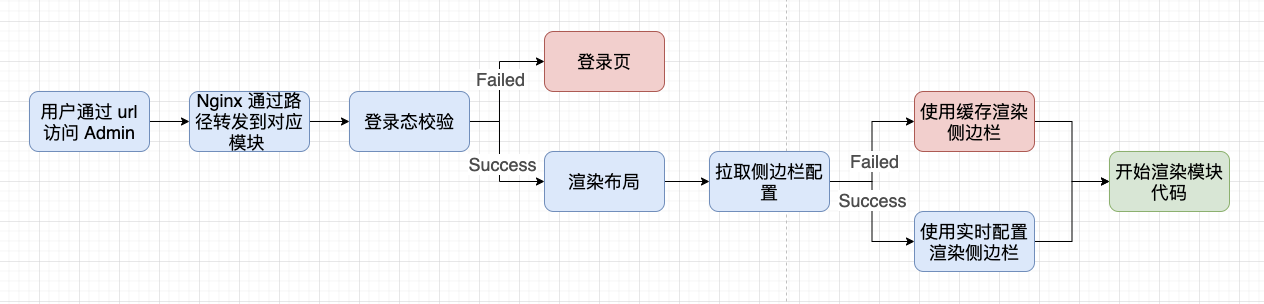 用户通过 url
访问 Admin
Nginx 通过路
径转发到对应
模块
登录态校验
Failed
登录页
Success
渲染布局
拉取侧边栏配
置
Failed
使用缓存渲染
侧边栏
Success
使用实时配置
渲染侧边栏
开始渲染模块
代码